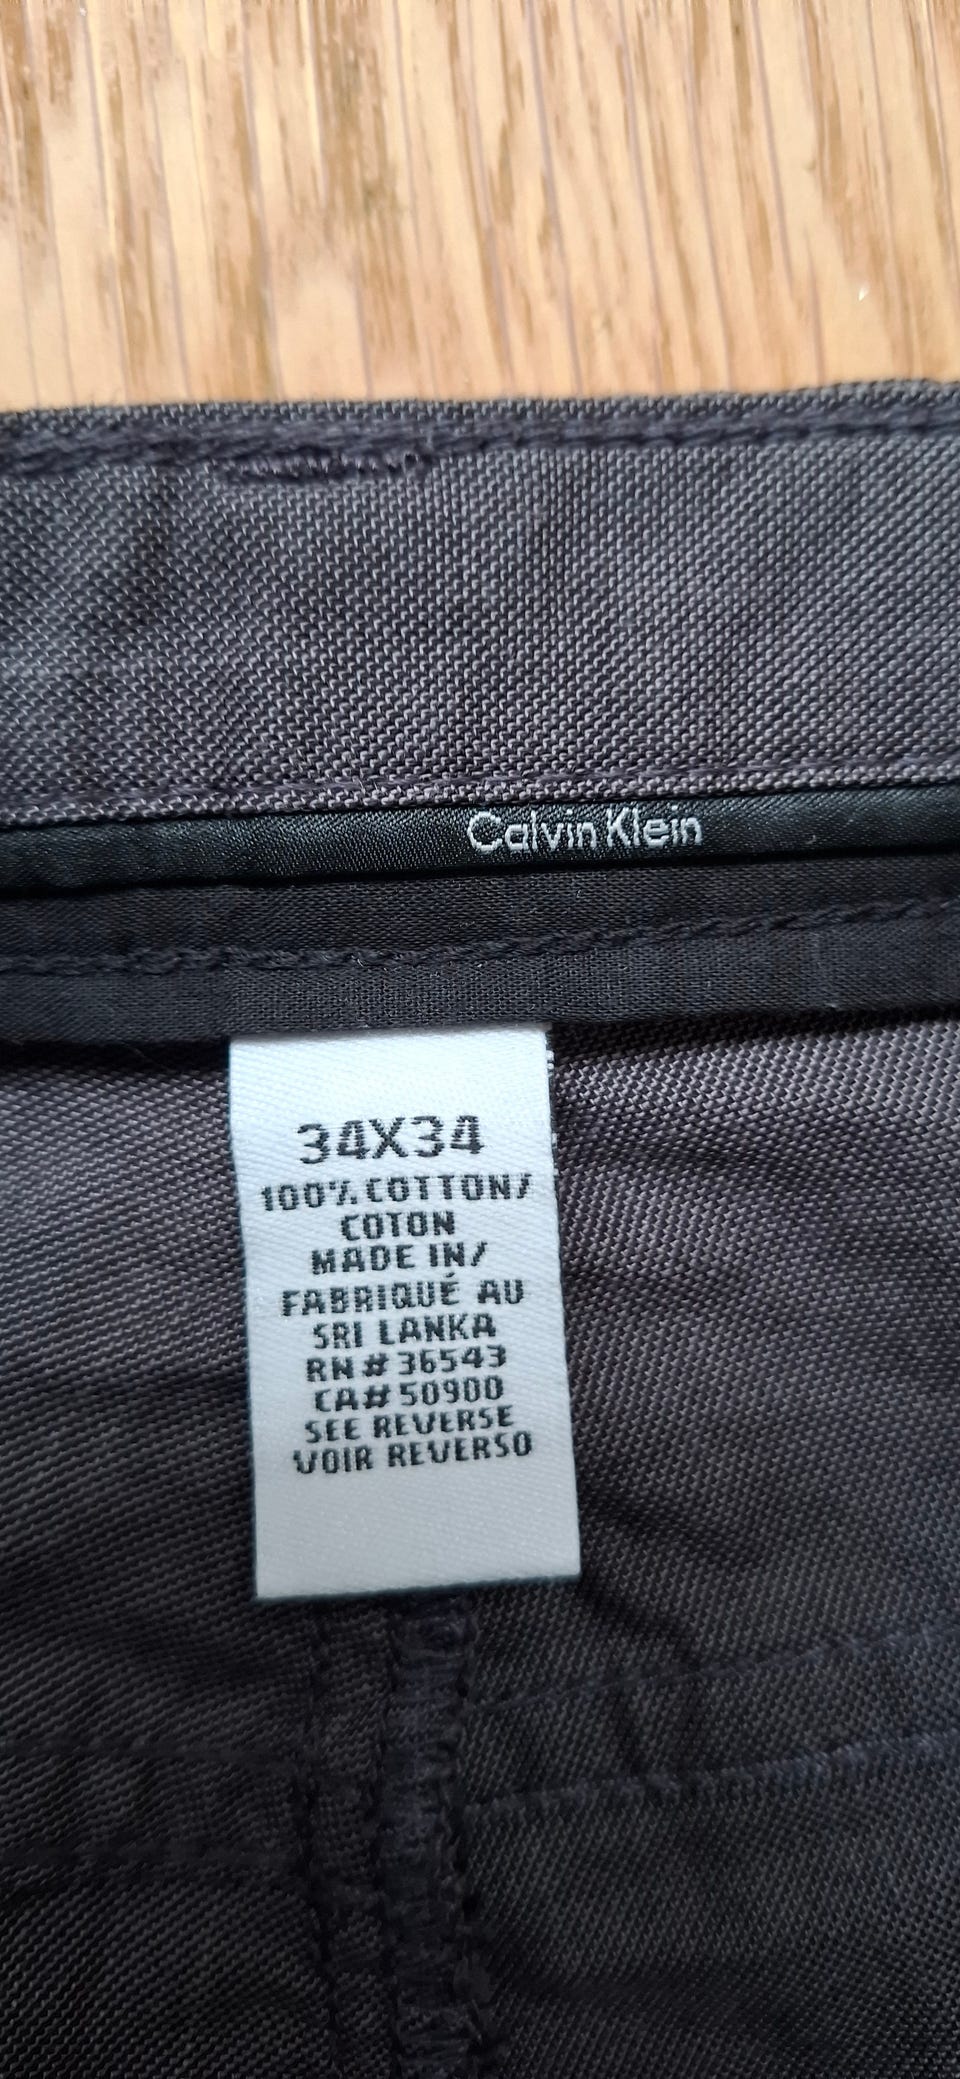 Calvin Klein
34X34
100% COTTON/
COTON
MADE IN/
FABRIQUÉ AU
SRI LANKA
RN# 36543
CA# 50900
SEE REVERSE
VOIR REVERSO